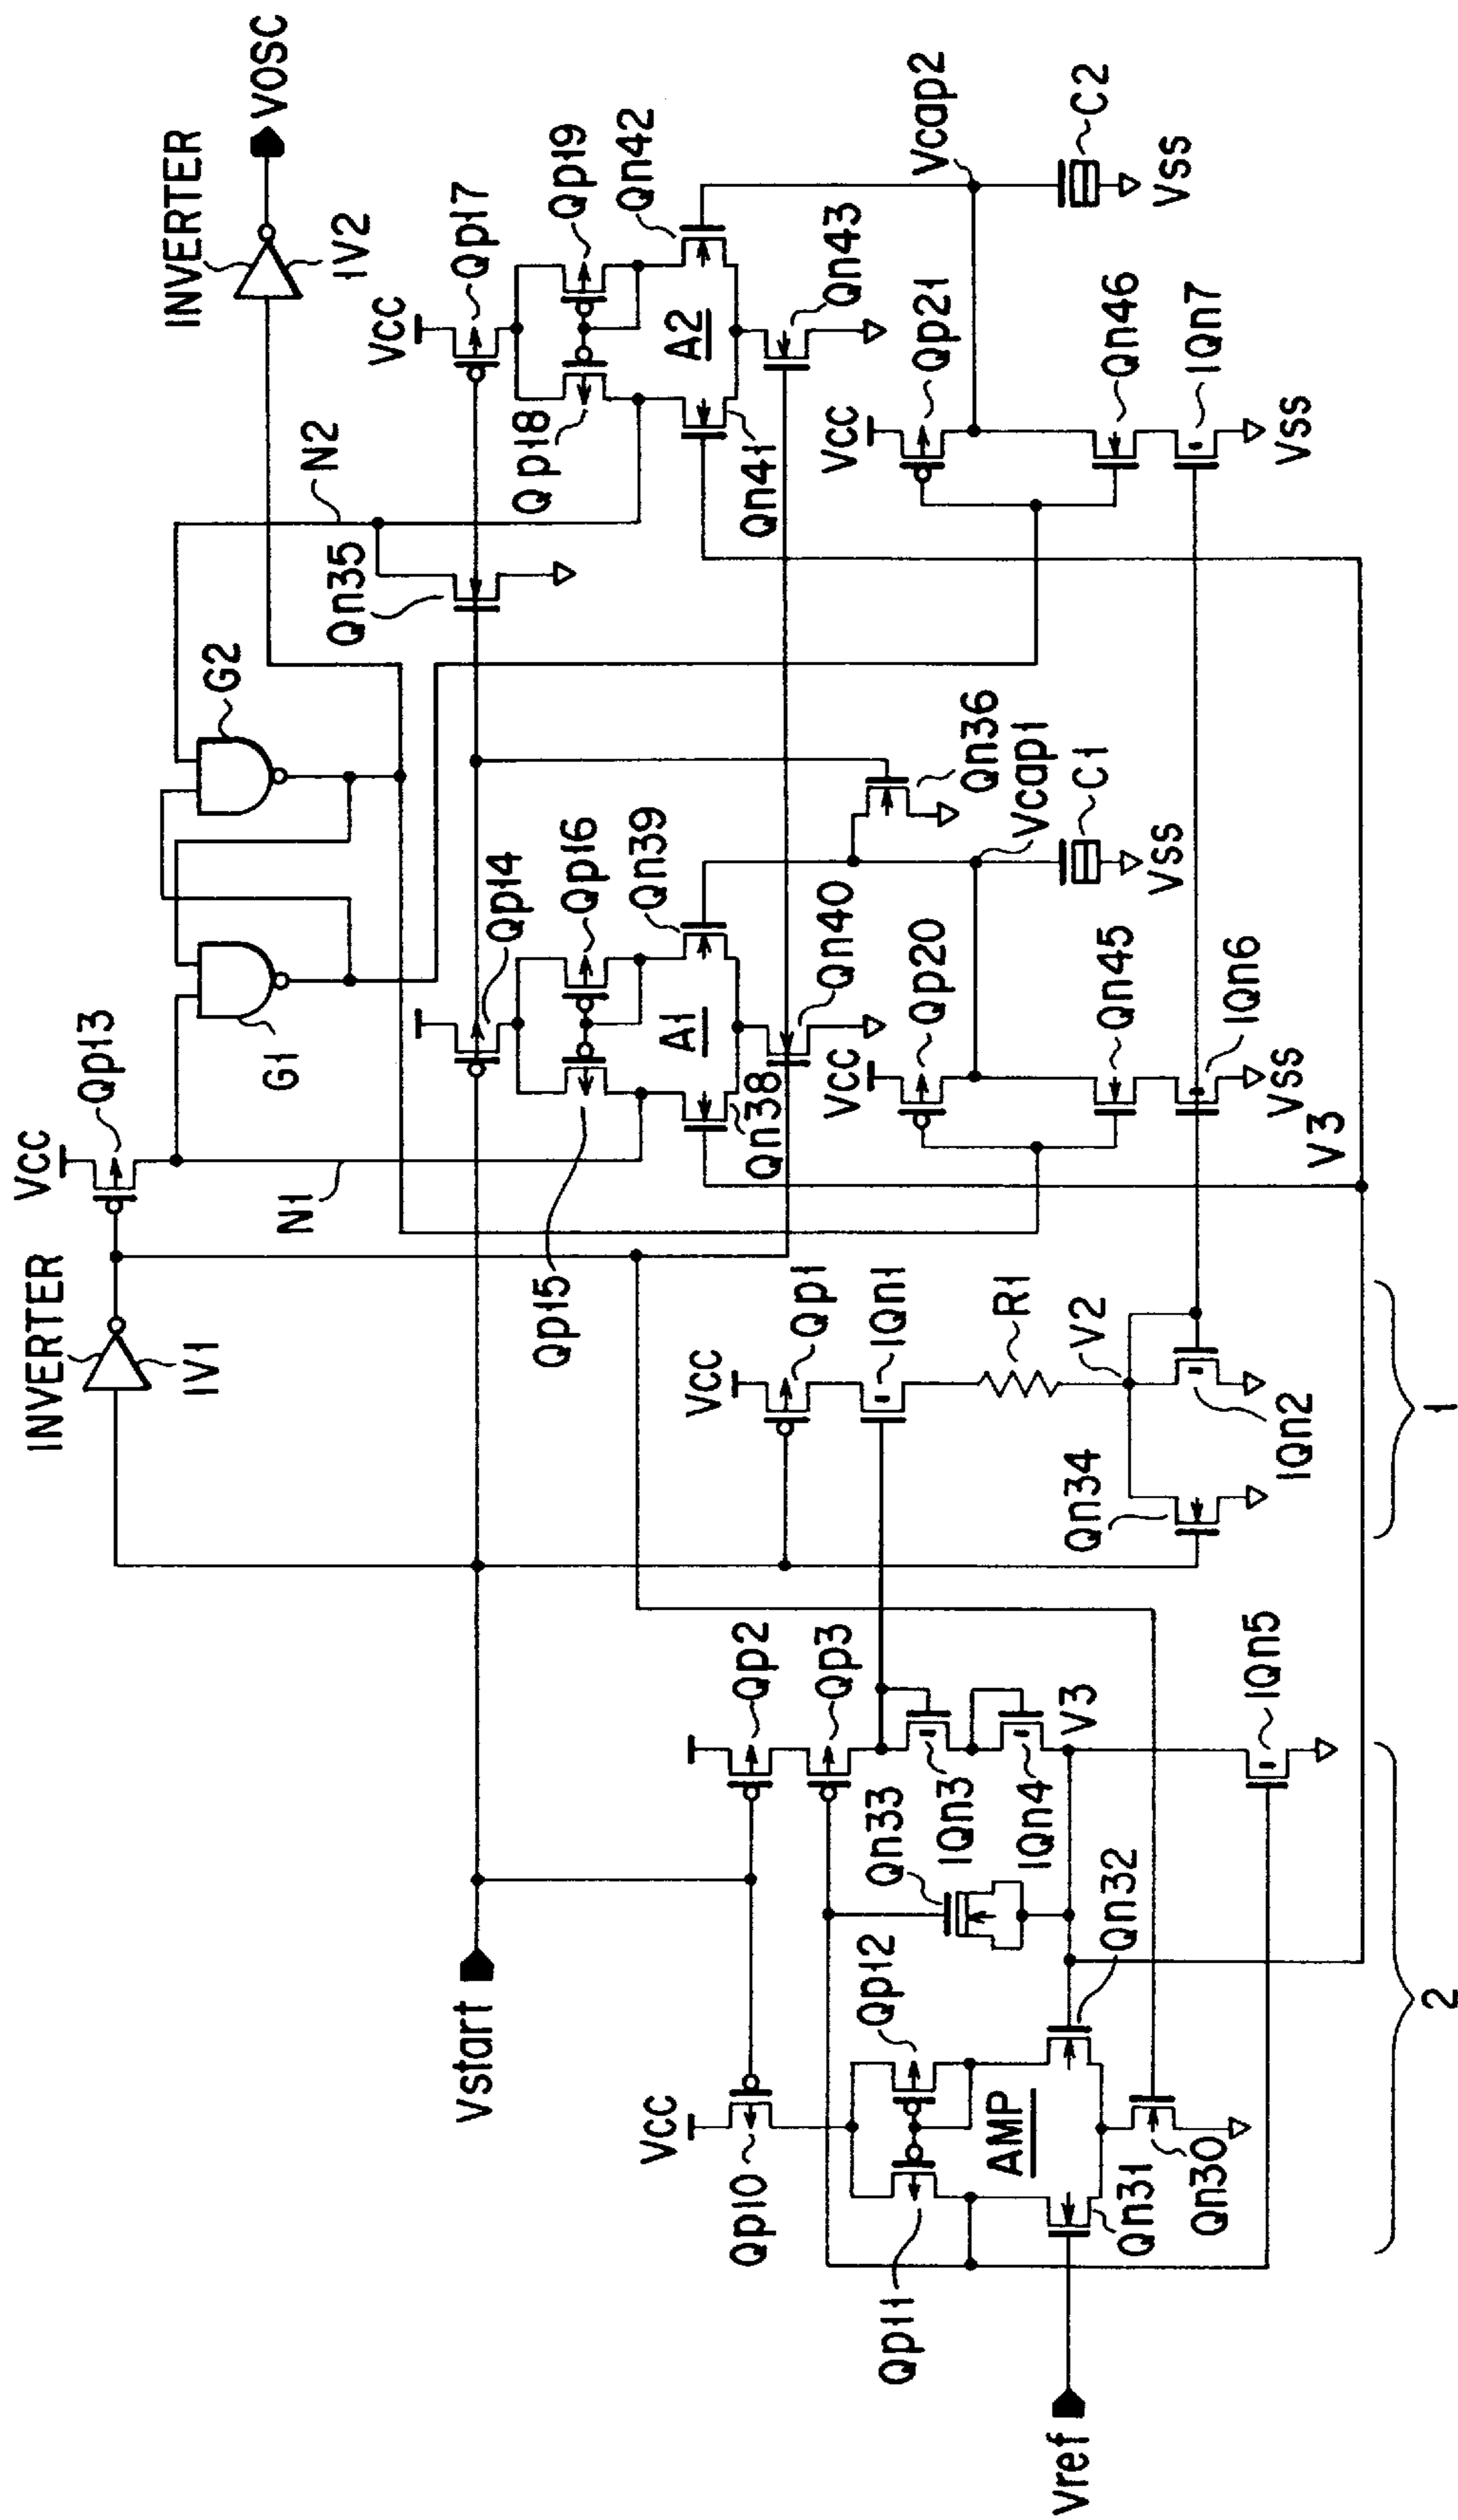 INVERTER
IV1
VCC
Qp13
G1
G2
N1
N2
INVERTER
IV2
VOSC
Vstart
Qp14
Qn35
VCC
Qp17
Qp15
Qp16
A1
Qn38
Qn39
Qn40
Qp18
Qp19
A2
Qn41
Qn42
Qn43
Qn36
Vcap1
C1
VSS
Vcap2
C2
VSS
VCC
Qp10
Qp2
Qp3
VCC
Qp1
IQn1
R1
V2
VCC
Qp20
Qn45
IQn6
VSS
VCC
Qp21
Qn46
IQn7
VSS
Qp11
Qp12
AMP
Qn31
Qn30
Qn32
Qn33
IQn3
IQn4
V3
IQn5
Qn34
IQn2
V3
Vref
2
1